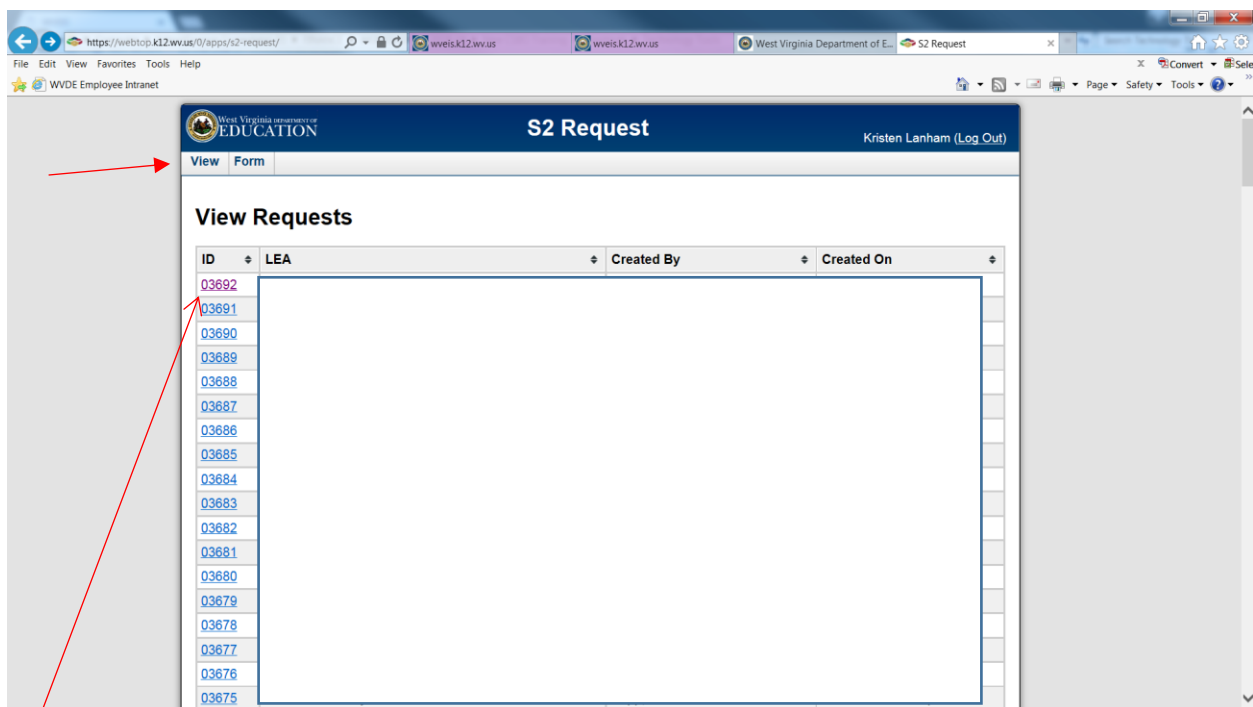 https://webtop.k12.wv.us/0/apps/s2-request/ wveis.k12.wv.us wveis.k12.wv.us West Virginia Department of E... S2 Request
File Edit View Favorites Tools Help
x Convert Sele
WVDE Employee Intranet
Page Safety Tools
West Virginia DEPARTMENT OF
EDUCATION
S2 Request
Kristen Lanham (Log Out)
View Form
View Requests
ID LEA Created By Created On
03692
03691
03690
03689
03688
03687
03686
03685
03684
03683
03682
03681
03680
03679
03678
03677
03676
03675